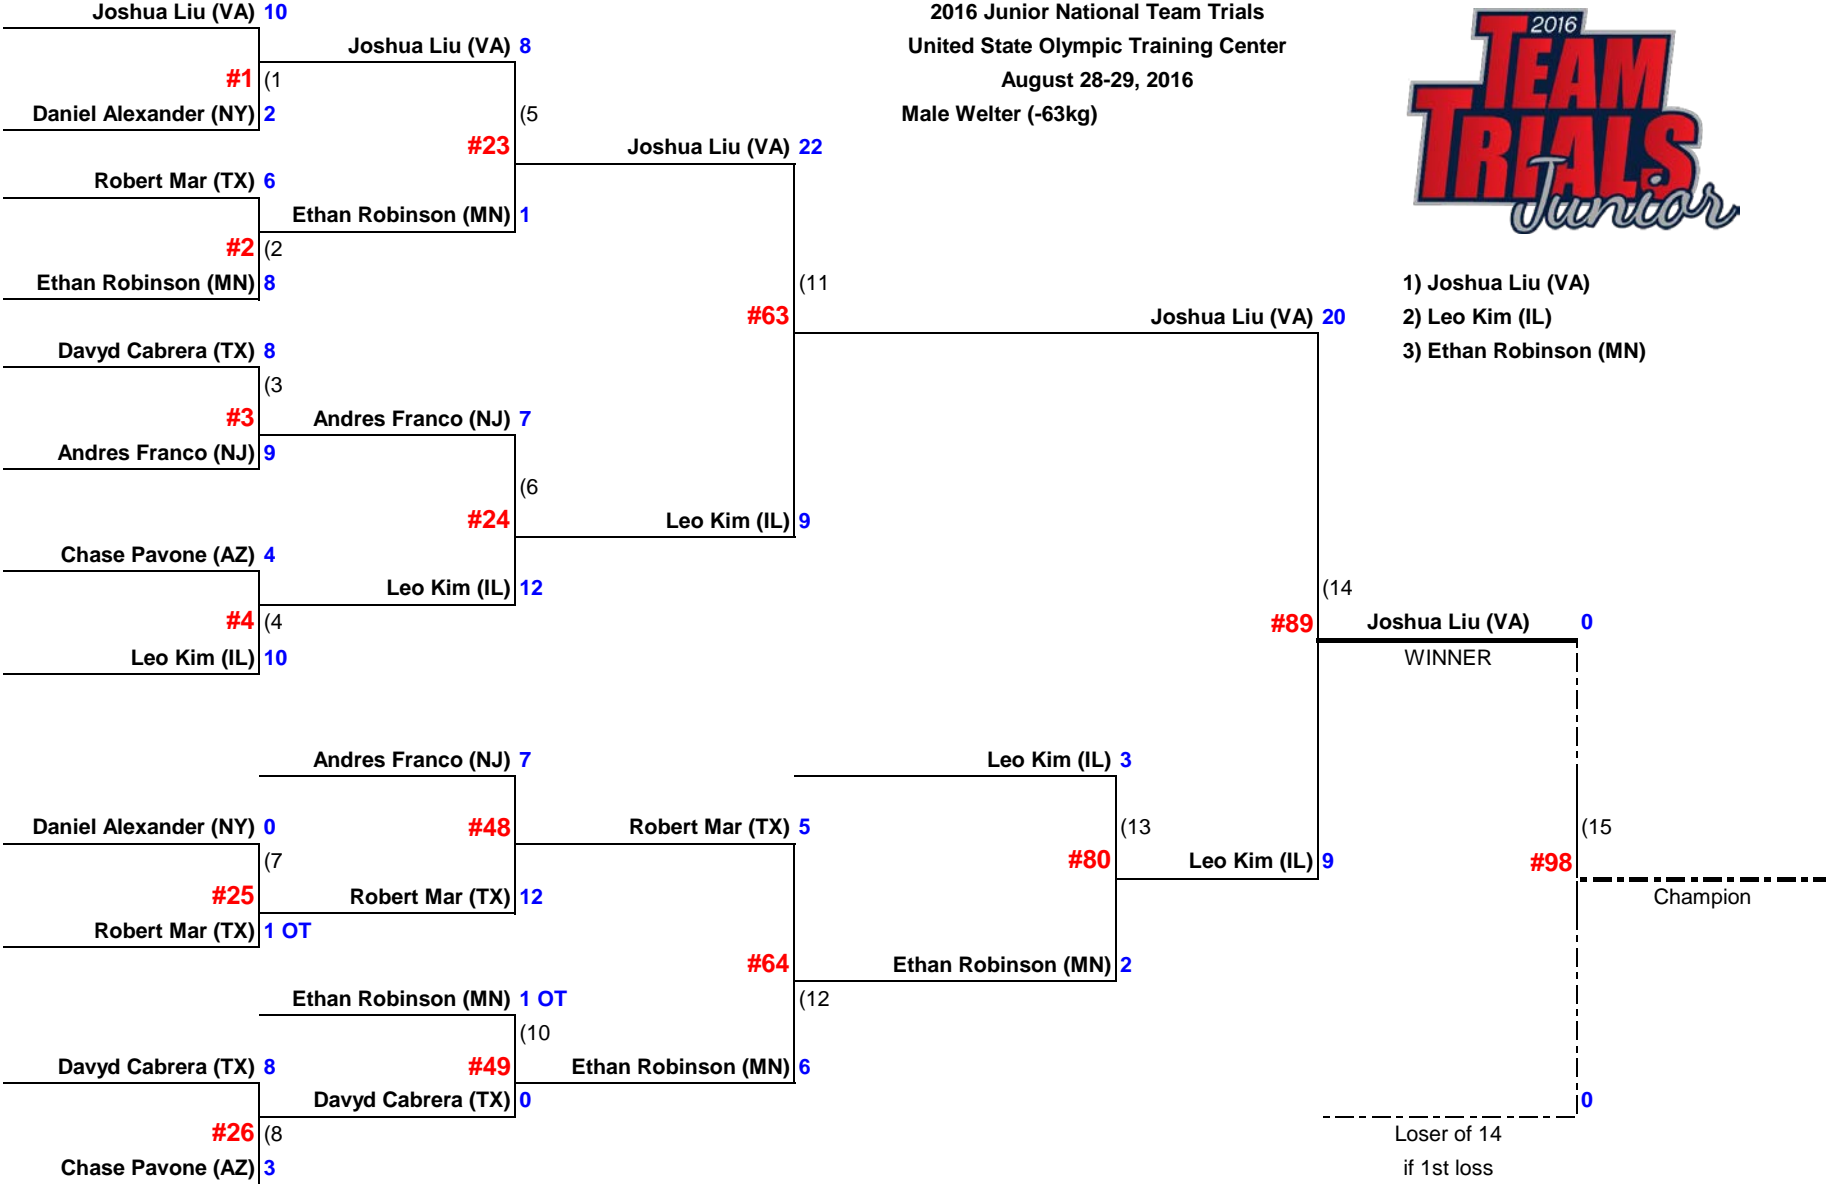 Joshua Liu (VA) 10
2016 Junior National Team Trials
2016
TEAM
TRIALS
Junior
Joshua Liu (VA) 8
United State Olympic Training Center
#1 (1
August 28-29, 2016
Daniel Alexander (NY) 2
(5
Male Welter (-63kg)
#23
Joshua Liu (VA) 22
Robert Mar (TX) 6
Ethan Robinson (MN) 1
#2 (2
Ethan Robinson (MN) 8
(11
1) Joshua Liu (VA)
#63
Joshua Liu (VA) 20
2) Leo Kim (IL)
Davyd Cabrera (TX) 8
3) Ethan Robinson (MN)
(3
#3
Andres Franco (NJ) 7
Andres Franco (NJ) 9
(6
#24
Leo Kim (IL) 9
Chase Pavone (AZ) 4
Leo Kim (IL) 12
(14
#4 (4
#89
Joshua Liu (VA) 0
Leo Kim (IL) 10
WINNER
Andres Franco (NJ) 7
Leo Kim (IL) 3
Daniel Alexander (NY) 0
#48
Robert Mar (TX) 5
(13
(15
(7
#80
Leo Kim (IL) 9
#98
#25
Robert Mar (TX) 12
Champion
Robert Mar (TX) 1 OT
#64
Ethan Robinson (MN) 2
Ethan Robinson (MN) 1 OT
(12
(10
Davyd Cabrera (TX) 8
#49
Ethan Robinson (MN) 6
Davyd Cabrera (TX) 0
0
#26 (8
Loser of 14
Chase Pavone (AZ) 3
if 1st loss